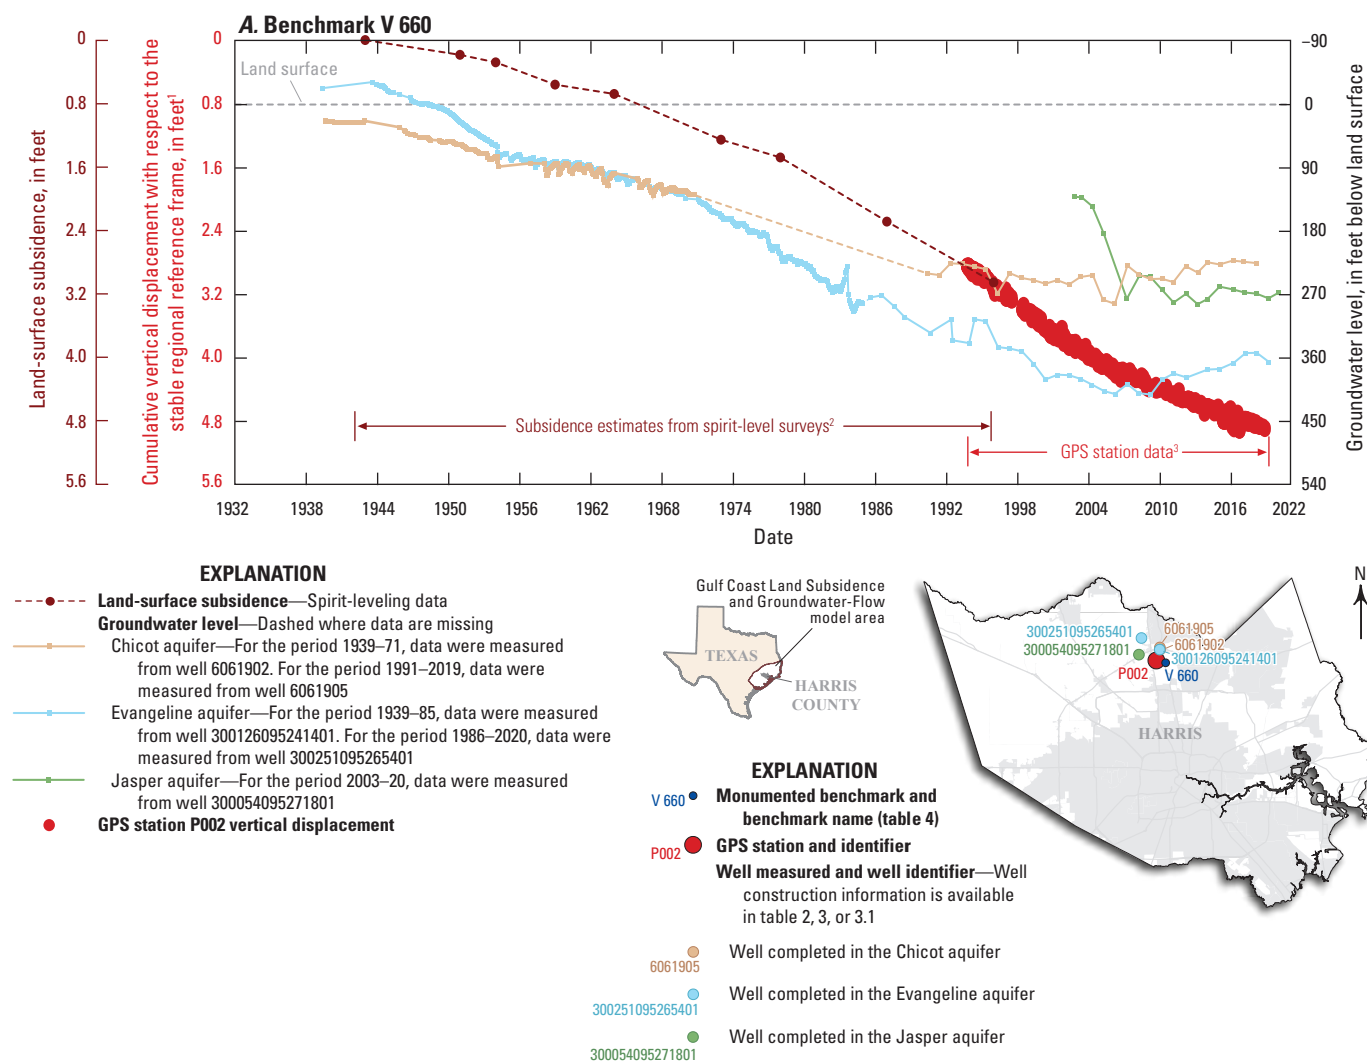 A. Benchmark V 660
Land-surface subsidence, in feet
0
0.8
1.6
2.4
3.2
4.0
4.8
5.6
Cumulative vertical displacement with respect to the
stable regional reference frame, in feet1
0
0.8
1.6
2.4
3.2
4.0
4.8
5.6
Land surface
Subsidence estimates from spirit-level surveys2
GPS station data3
−90
0
90
180
270
360
450
540
Groundwater level, in feet below land surface
1932 1938 1944 1950 1956 1962 1968 1974 1980 1986 1992 1998 2004 2010 2016 2022
Date
EXPLANATION
Land-surface subsidence—Spirit-leveling data
Groundwater level—Dashed where data are missing
Chicot aquifer—For the period 1939–71, data were measured
from well 6061902. For the period 1991–2019, data were
measured from well 6061905
Evangeline aquifer—For the period 1939–85, data were measured
from well 300126095241401. For the period 1986–2020, data were
measured from well 300251095265401
Jasper aquifer—For the period 2003–20, data were measured
from well 300054095271801
GPS station P002 vertical displacement
Gulf Coast Land Subsidence
and Groundwater-Flow
model area
TEXAS
HARRIS
COUNTY
N
300251095265401
300054095271801
6061905
6061902
300126095241401
P002
V 660
HARRIS
EXPLANATION
V 660
Monumented benchmark and
benchmark name (table 4)
P002
GPS station and identifier
Well measured and well identifier—Well
construction information is available
in table 2, 3, or 3.1
6061905
Well completed in the Chicot aquifer
300251095265401
Well completed in the Evangeline aquifer
300054095271801
Well completed in the Jasper aquifer